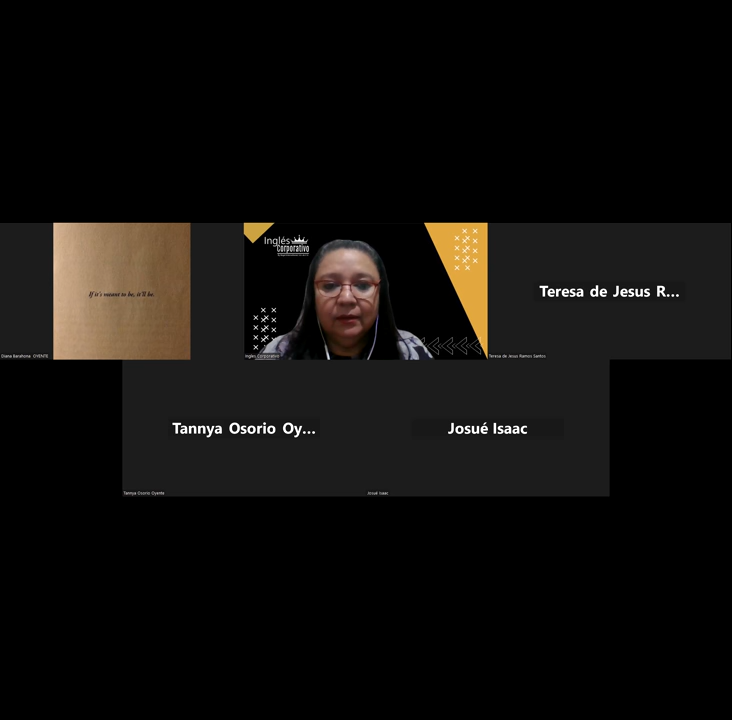 If it's meant to be, it'll be.
Inglés
Corporativo
Teresa de Jesus R...
Diana Barahona OYENTE
Ingles Corporativo
Teresa de Jesus Ramos Santos
Tannya Osorio Oy...
Josué Isaac
Tannya Osorio Oyente
Josué Isaac